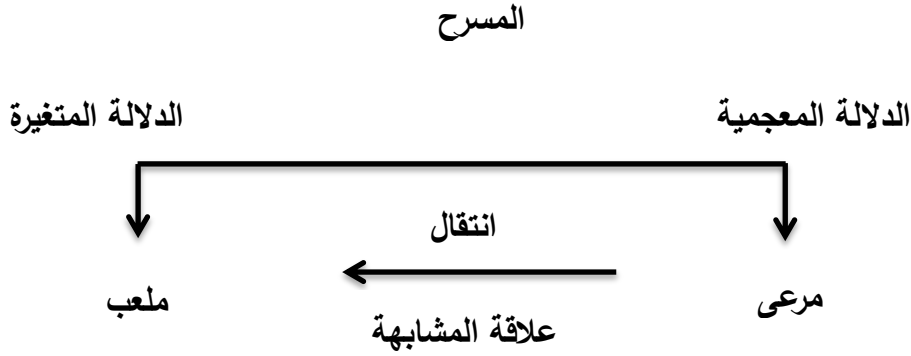 المسرح
الدلالة المعجمية
الدلالة المتغيرة
انتقال
مرعى
ملعب
علاقة المشابهة